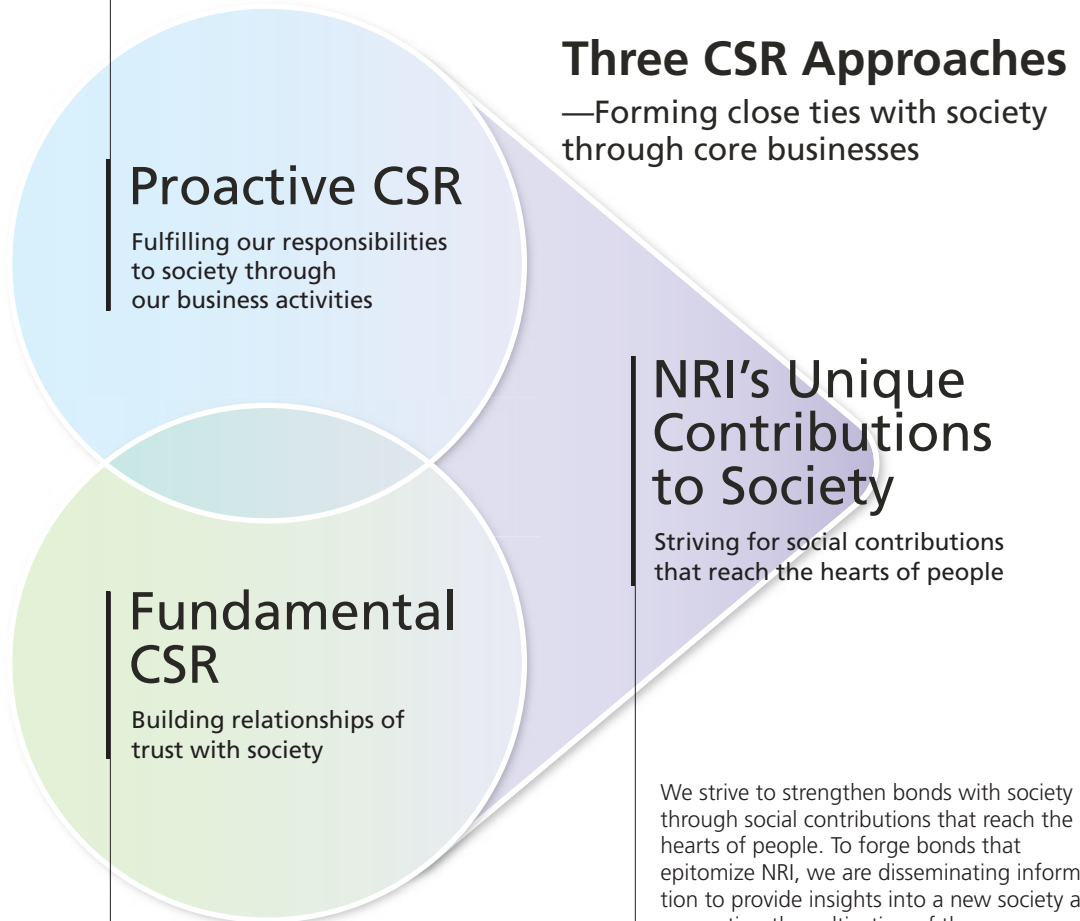 Three CSR Approaches
—Forming close ties with society
through core businesses
Proactive CSR
Fulfilling our responsibilities
to society through
our business activities
NRI’s Unique
Contributions
to Society
Striving for social contributions
that reach the hearts of people
Fundamental
CSR
Building relationships of
trust with society
We strive to strengthen bonds with society
through social contributions that reach the
hearts of people. To forge bonds that
epitomize NRI, we are disseminating inform
tion to provide insights into a new society a